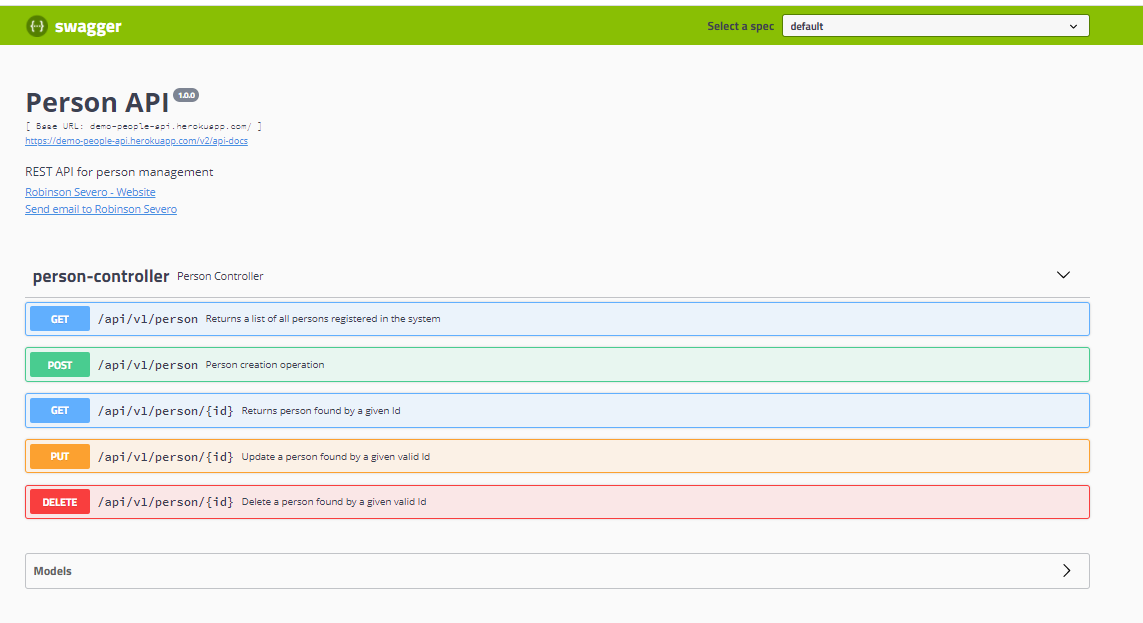 swagger
Select a spec default
Person API 1.0.0
[ Base URL: demo-people-api.herokuapp.com/ ]
https://demo-people-api.herokuapp.com/v2/api-docs
REST API for person management
Robinson Severo - Website
Send email to Robinson Severo
person-controller Person Controller
GET /api/v1/person Returns a list of all persons registered in the system
POST /api/v1/person Person creation operation
GET /api/v1/person/{id} Returns person found by a given Id
PUT /api/v1/person/{id} Update a person found by a given valid Id
DELETE /api/v1/person/{id} Delete a person found by a given valid Id
Models